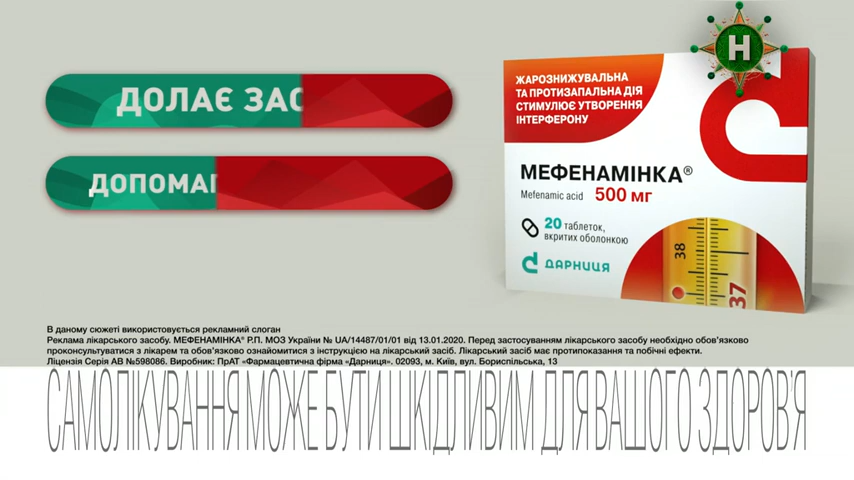 Н
ДОЛАЄ
ЖАРОЗНИЖУВАЛЬНА
ТА ПРОТИЗАПАЛЬНА ДІЯ
СТИМУЛЮЄ УТВОРЕННЯ
ІНТЕРФЕРОНУ
МЕФЕНАМІНКА®
Mefenamic acid 500 мг
20 таблеток,
вкритих оболонкою
ДАРНИЦЯ
38
37
В даному сюжеті використовується рекламний слоган
Реклама лікарського засобу. МЕФЕНАМІНКА® Р.П. МОЗ України № UA/14487/01/01 від 13.01.2020. Перед застосуванням лікарського засобу необхідно обов'язково
проконсультуватися з лікарем та обов'язково ознайомитися з інструкцією на лікарський засіб. Лікарський засіб має протипоказання та побічні ефекти.
Ліцензія Серія АВ №598086. Виробник: ПрАТ «Фармацевтична фірма «Дарниця». 02093, м. Київ, вул. Бориспільська, 13
САМОЛІКУВАННЯ МОЖЕ БУТИ ШКІДЛИВИМ ДЛЯ ВАШОГО ЗДОРОВ'Я